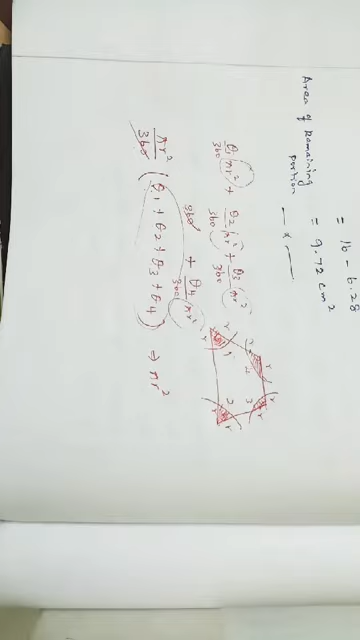 = 16 - 6.28
Area of Remaining portion = 9.72 cm²
— x —
θ1/360 πr² + θ2/360 πr² + θ3/360 πr²
+ θ4/360 πr²
πr²/360 (θ1 + θ2 + θ3 + θ4) ⇒ πr²
360